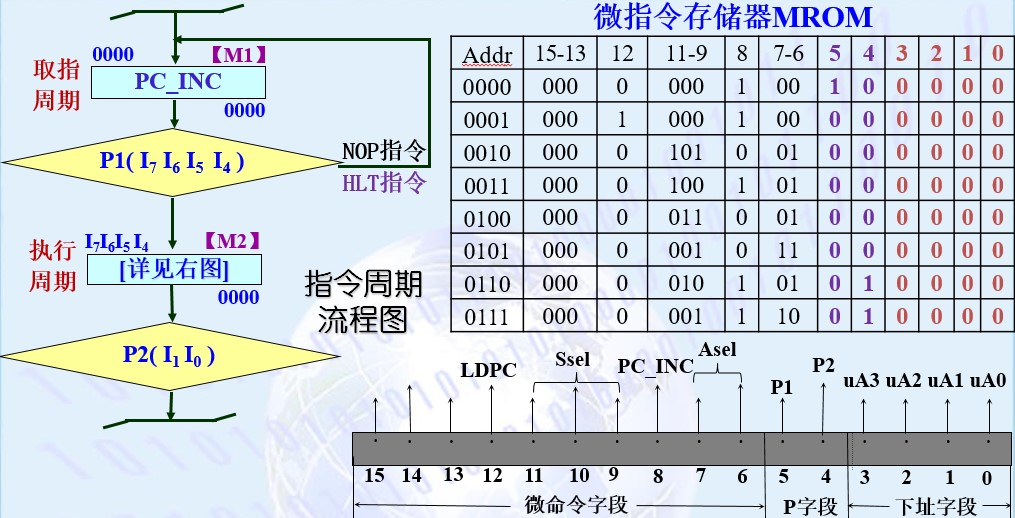 微指令存储器MROM
0000 【M1】
取指
周期
PC_INC
0000
P1( I7 I6 I5 I4 )
NOP指令
HLT指令
I7I6I5 I4 【M2】
执行
周期
[详见右图]
0000
指令周期
流程图
P2( I1 I0 )
Addr 15-13 12 11-9 8 7-6 5 4 3 2 1 0
0000 000 0 000 1 00 1 0 0 0 0 0
0001 000 1 000 1 00 0 0 0 0 0 0
0010 000 0 101 0 01 0 0 0 0 0 0
0011 000 0 100 1 01 0 0 0 0 0 0
0100 000 0 011 0 01 0 0 0 0 0 0
0101 000 0 001 0 11 0 0 0 0 0 0
0110 000 0 010 1 01 0 1 0 0 0 0
0111 000 0 001 1 10 0 1 0 0 0 0
LDPC Ssel PC_INC Asel P1 P2 uA3 uA2 uA1 uA0
15 14 13 12 11 10 9 8 7 6 5 4 3 2 1 0
微命令字段 P字段 下址字段